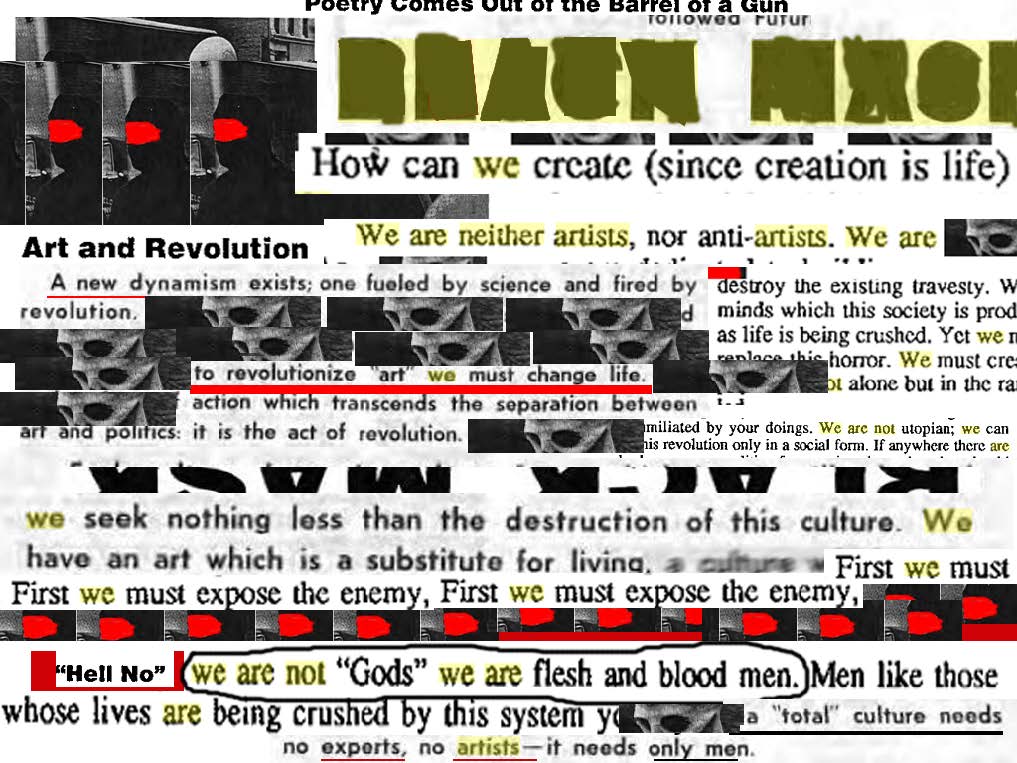 Poetry Comes Out of the Barrel of a Gun
followed Futur
How can we create (since creation is life)
We are neither artists, nor anti-artists. We are
Art and Revolution
A new dynamism exists; one fueled by science and fired by
revolution.
to revolutionize "art" we must change life.
action which transcends the separation between
art and politics: it is the act of revolution.
destroy the existing travesty. W
minds which this society is prod
as life is being crushed. Yet we
replace this horror. We must cre
alone but in the ra
miliated by your doings. We are not utopian; we can
his revolution only in a social form. If anywhere there are
BLACK MASK
we seek nothing less than the destruction of this culture. We
have an art which is a substitute for living, a culture
First we must
First we must expose the enemy, First we must expose the enemy,
"Hell No" we are not "Gods" we are flesh and blood men. Men like those
whose lives are being crushed by this system
a "total" culture needs
no experts, no artists—it needs only men.